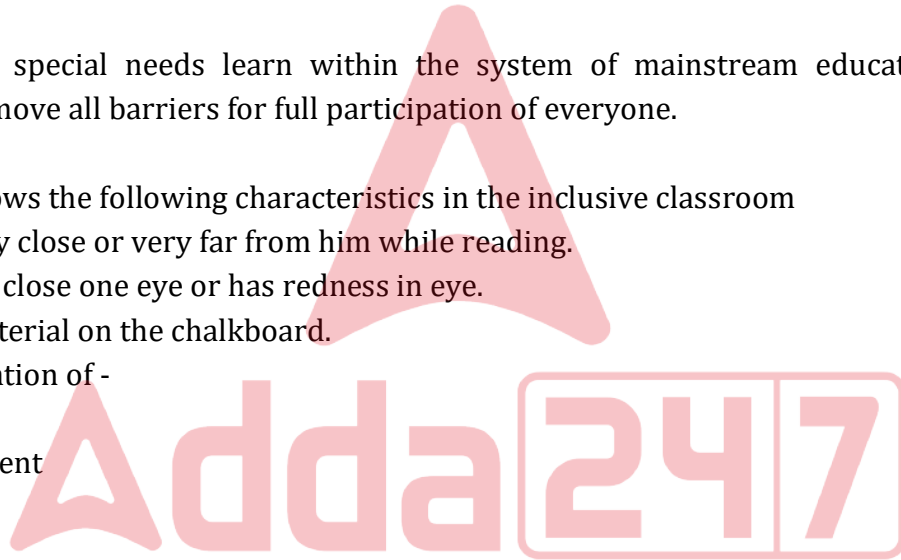 special needs learn within the system of mainstream educat
move all barriers for full participation of everyone.
ows the following characteristics in the inclusive classroom
y close or very far from him while reading.
close one eye or has redness in eye.
terial on the chalkboard.
ation of -
ent
Adda247